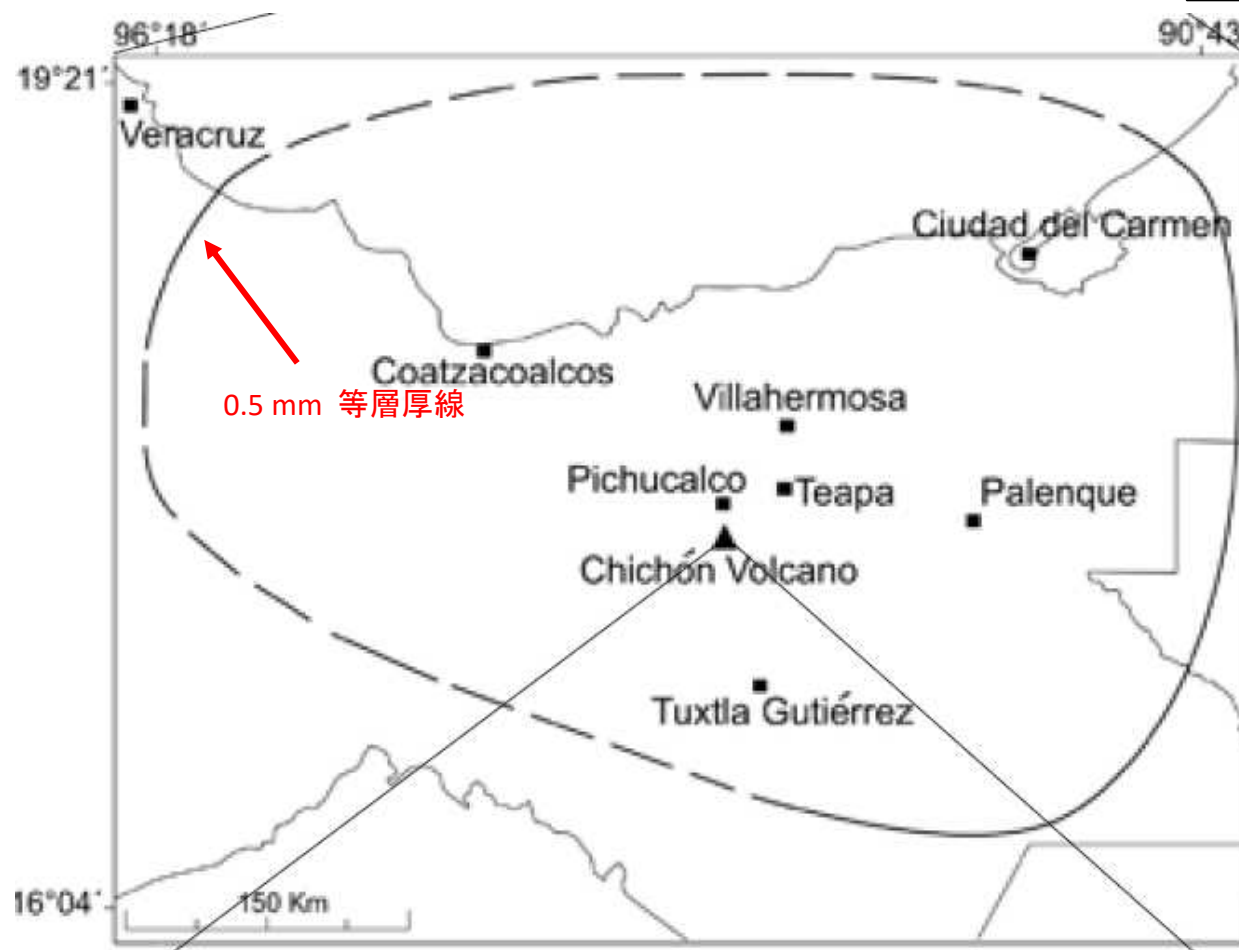 96°18´
90°43
19°21´
Veracruz
Ciudad del Carmen
Coatzacoalcos
0.5 mm 等層厚線
Villahermosa
Pichucalco
Teapa
Palenque
Chichón Volcano
Tuxtla Gutiérrez
16°04´
150 Km